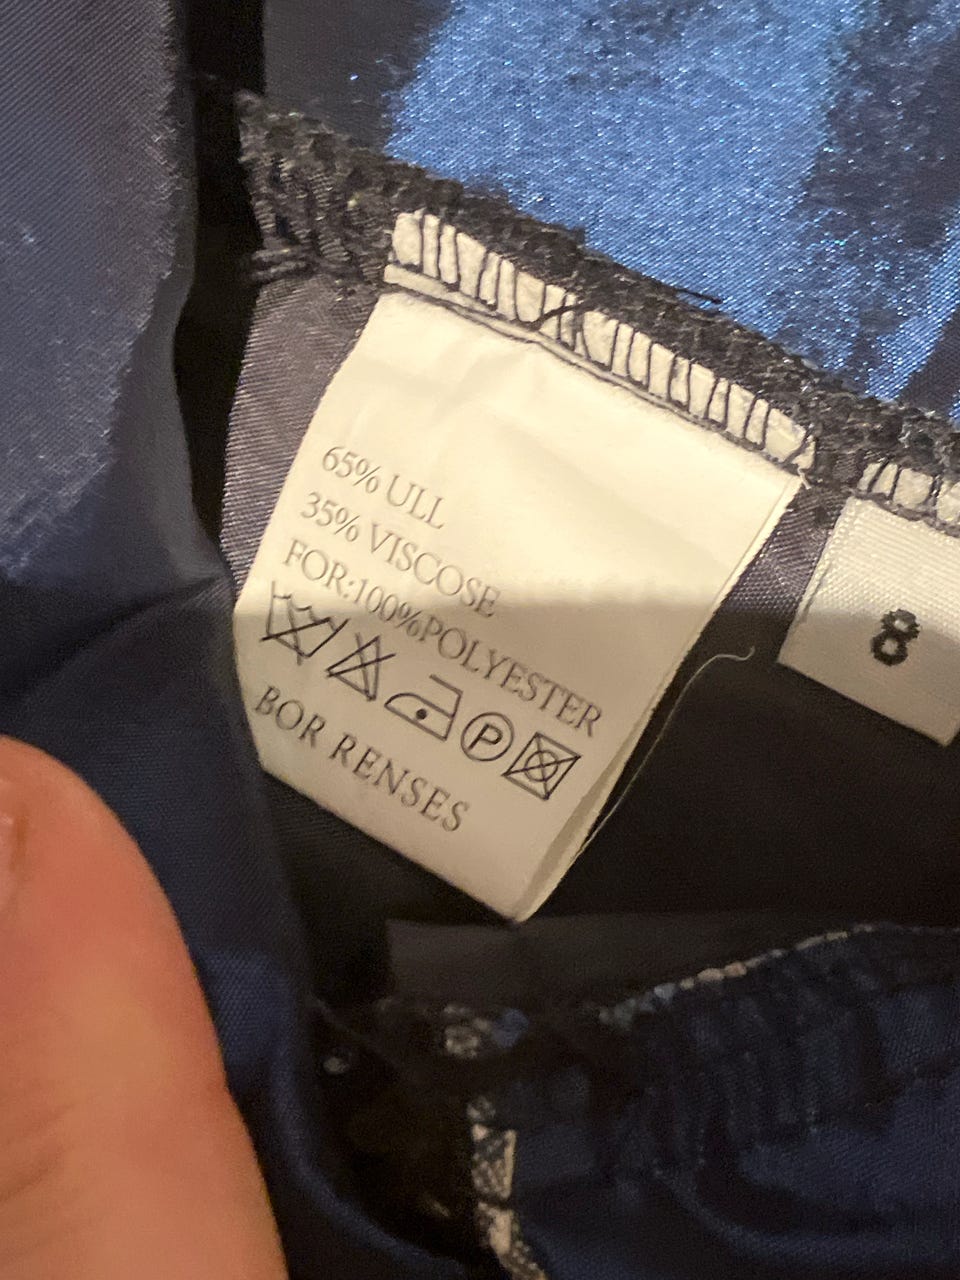 65% ULL
35% VISCOSE
FOR:100%POLYESTER
P
BOR RENSES
8